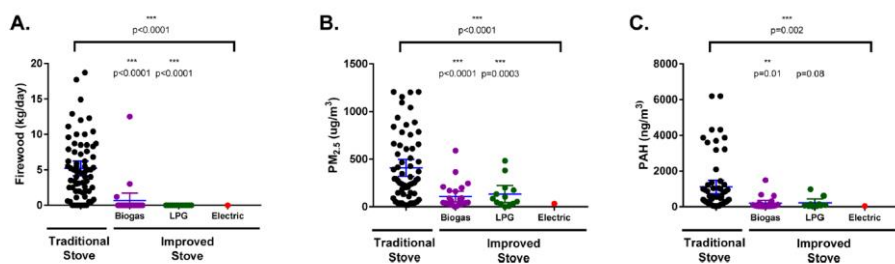 A.
***
p<0.0001
*** ***
p<0.0001 p<0.0001
Firewood (kg/day)
20
15
10
5
0
Biogas LPG Electric
Traditional Stove
Improved Stove
B.
***
p<0.0001
*** ***
p<0.0001 p=0.0003
PM2.5 (ug/m3)
1500
1000
500
0
Biogas LPG Electric
Traditional Stove
Improved Stove
C.
***
p=0.002
**
p=0.01 p=0.08
PAH (ng/m3)
8000
6000
4000
2000
0
Biogas LPG Electric
Traditional Stove
Improved Stove